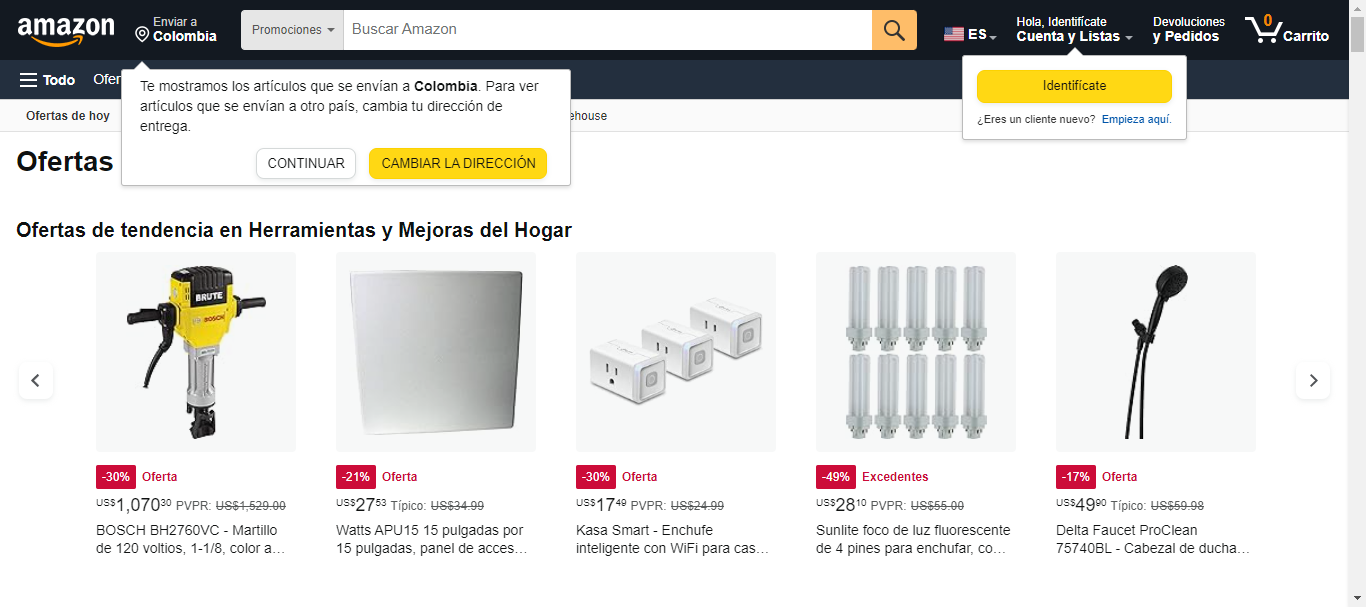 amazon
Enviar a
Colombia
Promociones
Buscar Amazon
ES
Hola, Identifícate
Cuenta y Listas
Devoluciones
y Pedidos
0
Carrito
Todo
Ofer
Te mostramos los artículos que se envían a Colombia. Para ver
artículos que se envían a otro país, cambia tu dirección de
entrega.
CONTINUAR
CAMBIAR LA DIRECCIÓN
Identifícate
¿Eres un cliente nuevo? Empieza aquí.
Ofertas de hoy
ehouse
Ofertas
Ofertas de tendencia en Herramientas y Mejoras del Hogar
BRUTE
BOSCH
-30% Oferta
US$1,070.30 PVPR: US$1,529.00
BOSCH BH2760VC - Martillo
de 120 voltios, 1-1/8, color a…
-21% Oferta
US$27.53 Típico: US$34.99
Watts APU15 15 pulgadas por
15 pulgadas, panel de acces…
-30% Oferta
US$17.49 PVPR: US$24.99
Kasa Smart - Enchufe
inteligente con WiFi para cas…
-49% Excedentes
US$28.10 PVPR: US$55.00
Sunlite foco de luz fluorescente
de 4 pines para enchufar, co…
-17% Oferta
US$49.90 Típico: US$59.98
Delta Faucet ProClean
75740BL - Cabezal de ducha…